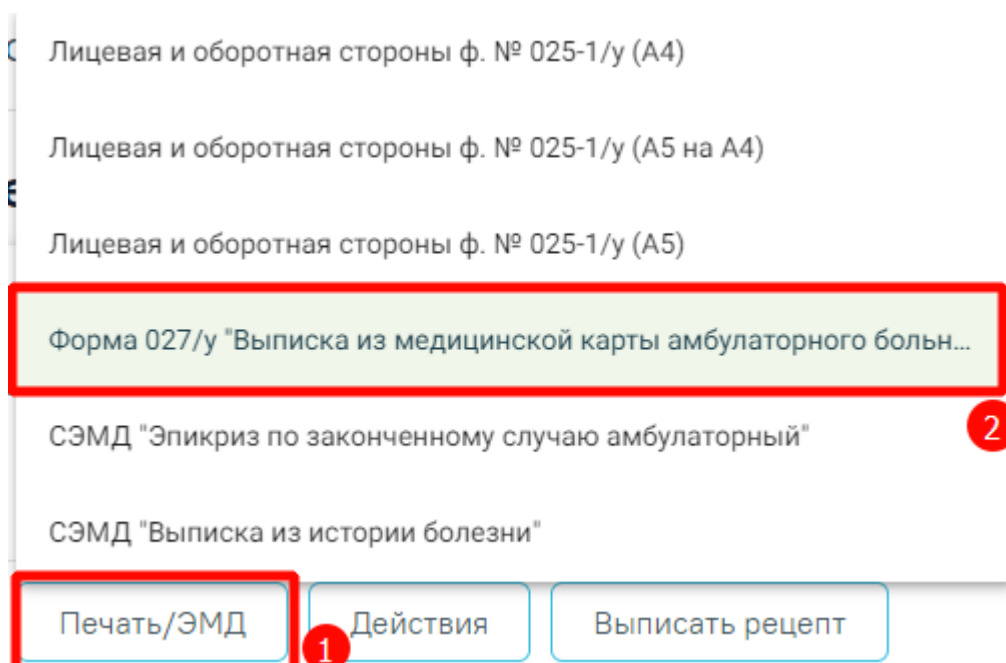 Лицевая и оборотная стороны ф. № 025-1/у (А4)
Лицевая и оборотная стороны ф. № 025-1/у (А5 на А4)
Лицевая и оборотная стороны ф. № 025-1/у (А5)
Форма 027/у "Выписка из медицинской карты амбулаторного больн...
2
СЭМД "Эпикриз по законченному случаю амбулаторный"
СЭМД "Выписка из истории болезни"
Печать/ЭМД
1
Действия
Выписать рецепт